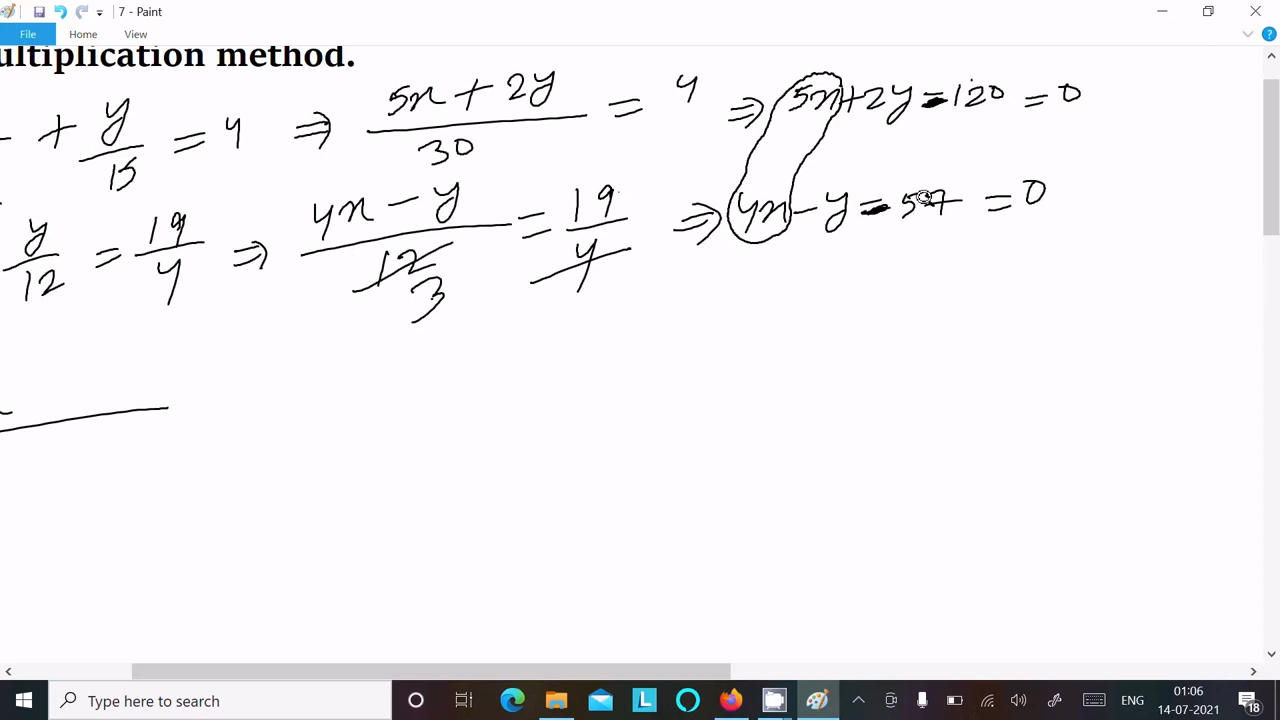 7 - Paint
File Home View
ultiplication method.
+ y/15 = 4 ⇒ 5x + 2y/30 = 4 ⇒ 5x+2y-120 = 0
y/12 = 19/4 ⇒ 4x - y/12 3 = 19/4 ⇒ 4x-y-57 = 0
Type here to search
ENG
01:06
14-07-2021
18